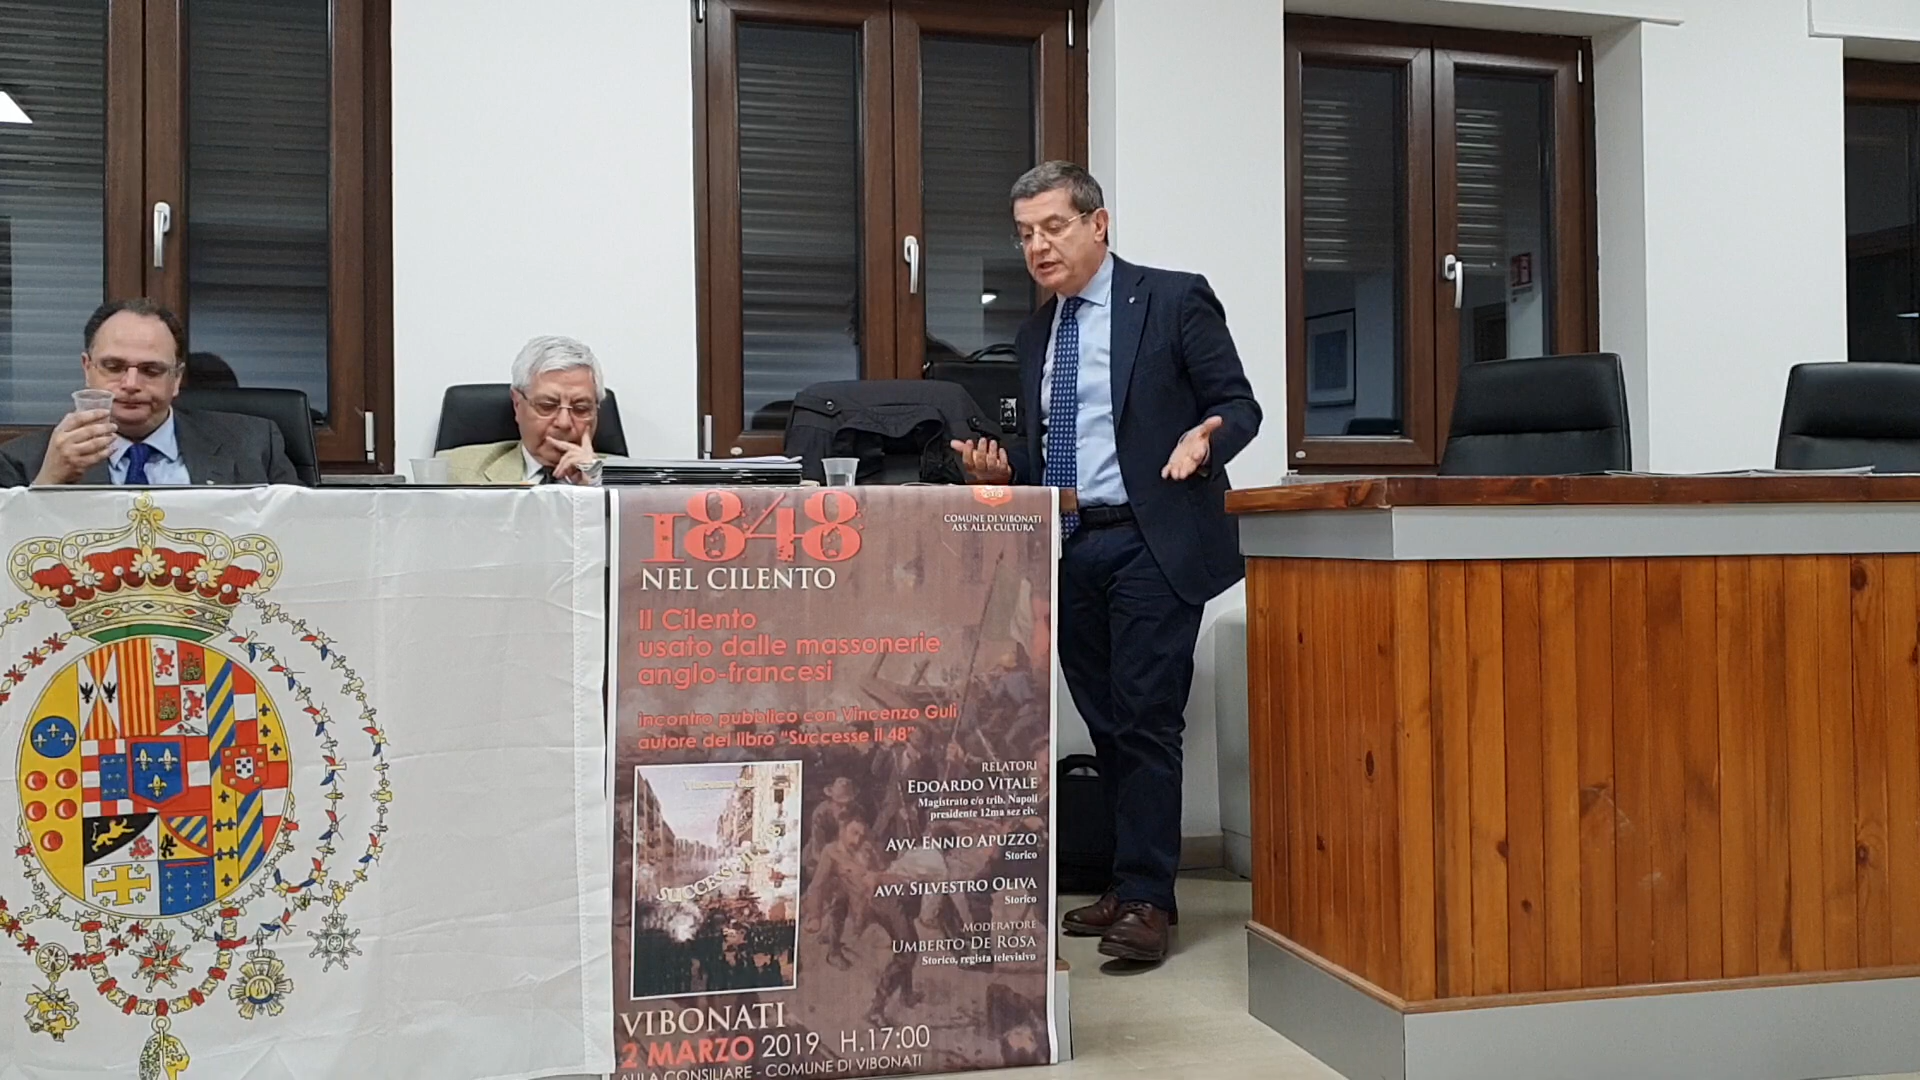 1848
NEL CILENTO
COMUNE DI VIBONATI
ASS. ALLA CULTURA
Il Cilento
usato dalle massonerie
anglo-francesi
incontro pubblico con Vincenzo Gulì
autore del libro "Successe il 48"
SUCCESSE
RELATORI
EDOARDO VITALE
Magistrato c/o trib. Napoli
presidente 12ma sez civ.
AVV. ENNIO APUZZO
Storico
AVV. SILVESTRO OLIVA
Storico
MODERATORE
UMBERTO DE ROSA
Storico, regista televisivo
VIBONATI
2 MARZO 2019 H.17:00
AULA CONSILIARE - COMUNE DI VIBONATI